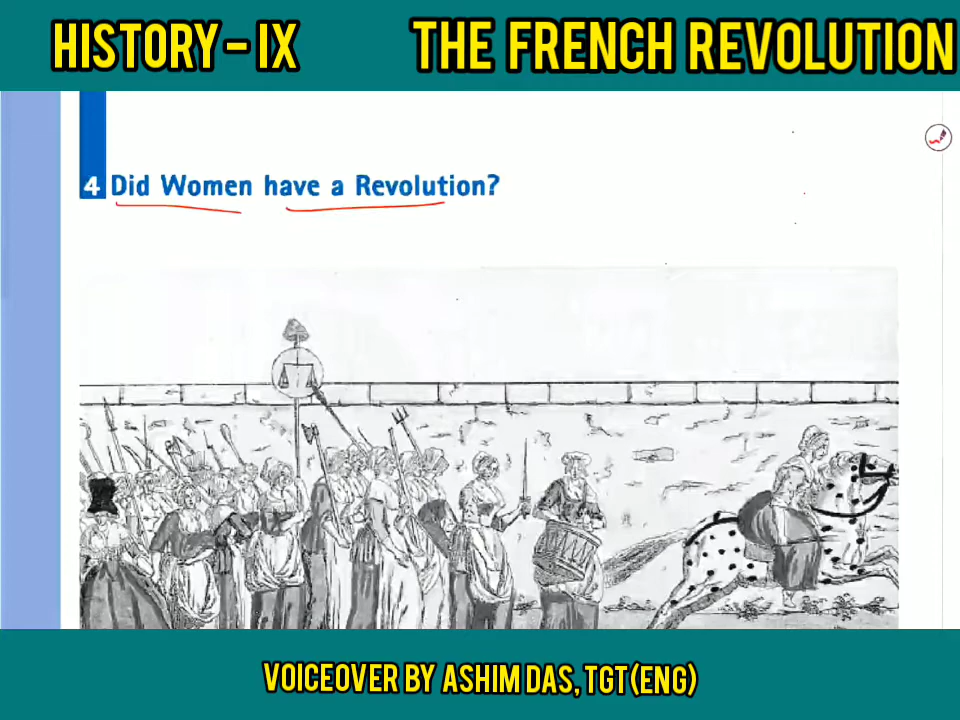 HISTORY – IX
THE FRENCH REVOLUTION
4 Did Women have a Revolution?
VOICEOVER BY ASHIM DAS, TGT(ENG)